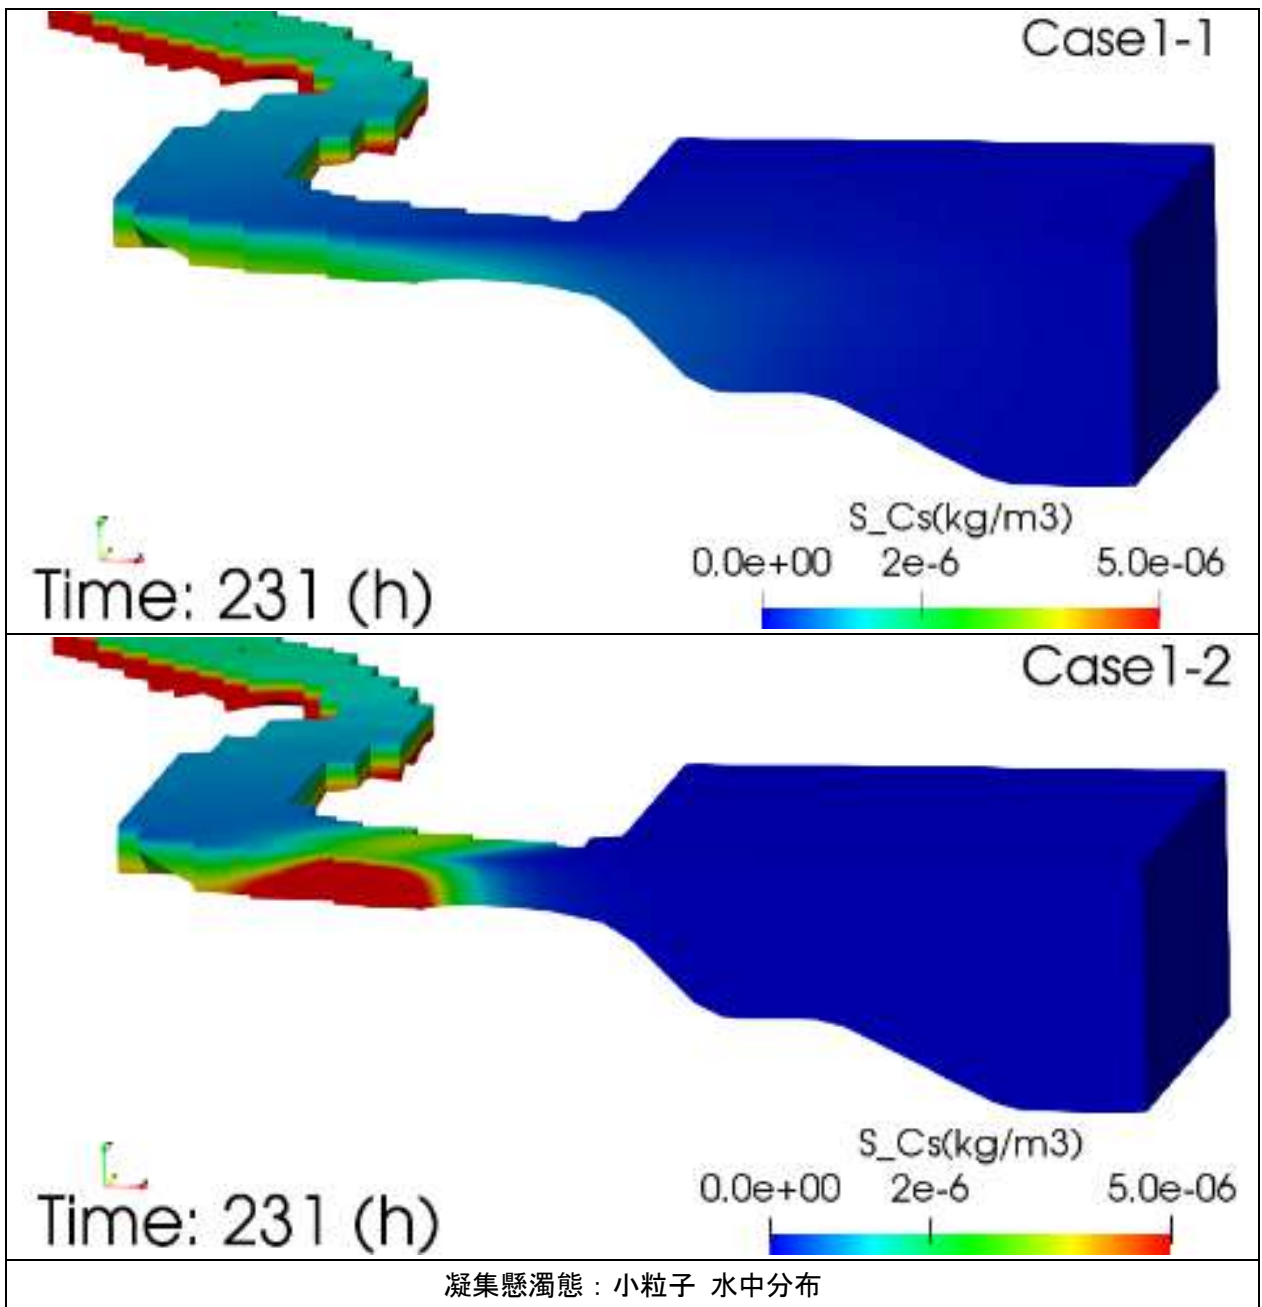 Case1-1
S_Cs(kg/m3)
0.0e+00 2e-6 5.0e-06
Time: 231 (h)
Case1-2
S_Cs(kg/m3)
0.0e+00 2e-6 5.0e-06
Time: 231 (h)
凝集懸濁態：小粒子 水中分布